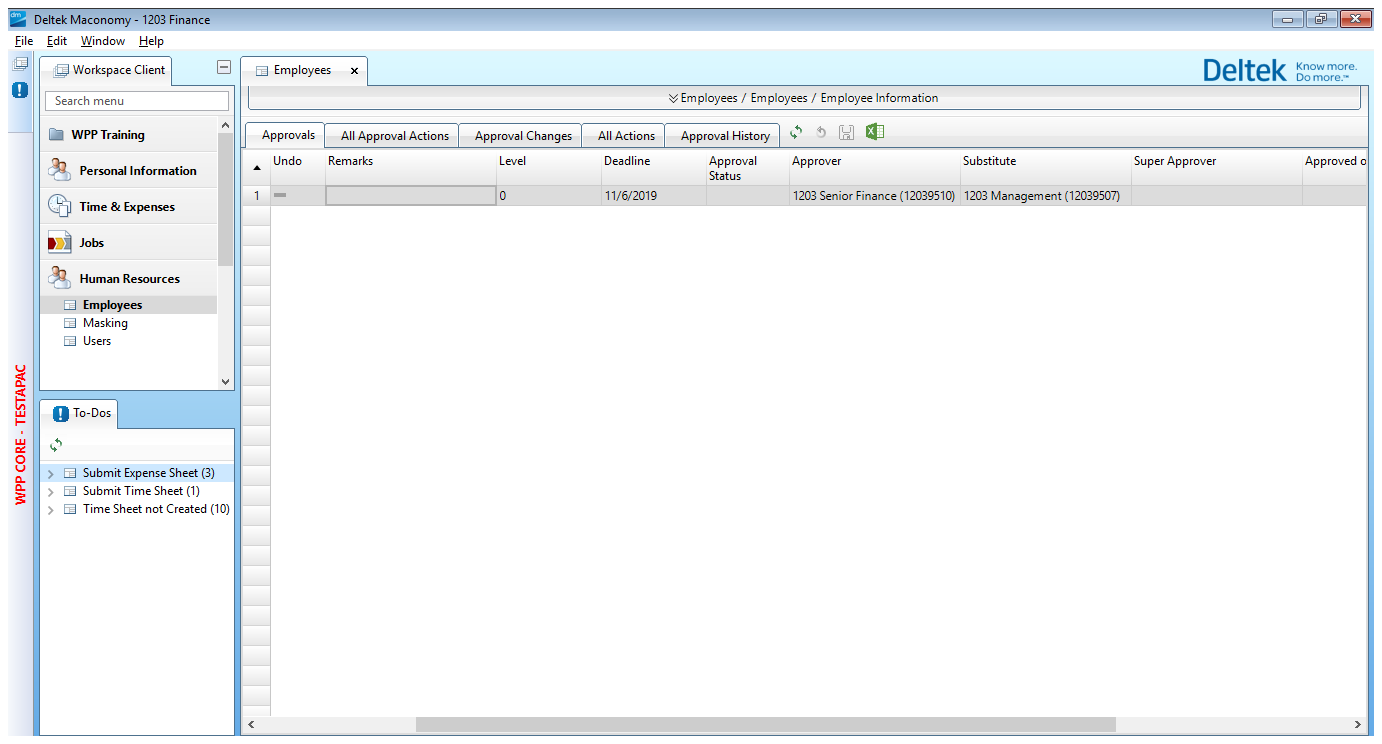 dm
Deltek Maconomy - 1203 Finance
File Edit Window Help
Workspace Client
Search menu
WPP Training
Personal Information
Time & Expenses
Jobs
Human Resources
Employees
Masking
Users
To-Dos
Submit Expense Sheet (3)
Submit Time Sheet (1)
Time Sheet not Created (10)
WPP CORE - TESTAPAC
Employees
Deltek Know more.
Do more.™
Employees / Employees / Employee Information
Approvals All Approval Actions Approval Changes All Actions Approval History
Undo Remarks Level Deadline Approval Status Approver Substitute Super Approver Approved o
1 0 11/6/2019 1203 Senior Finance (12039510) 1203 Management (12039507)